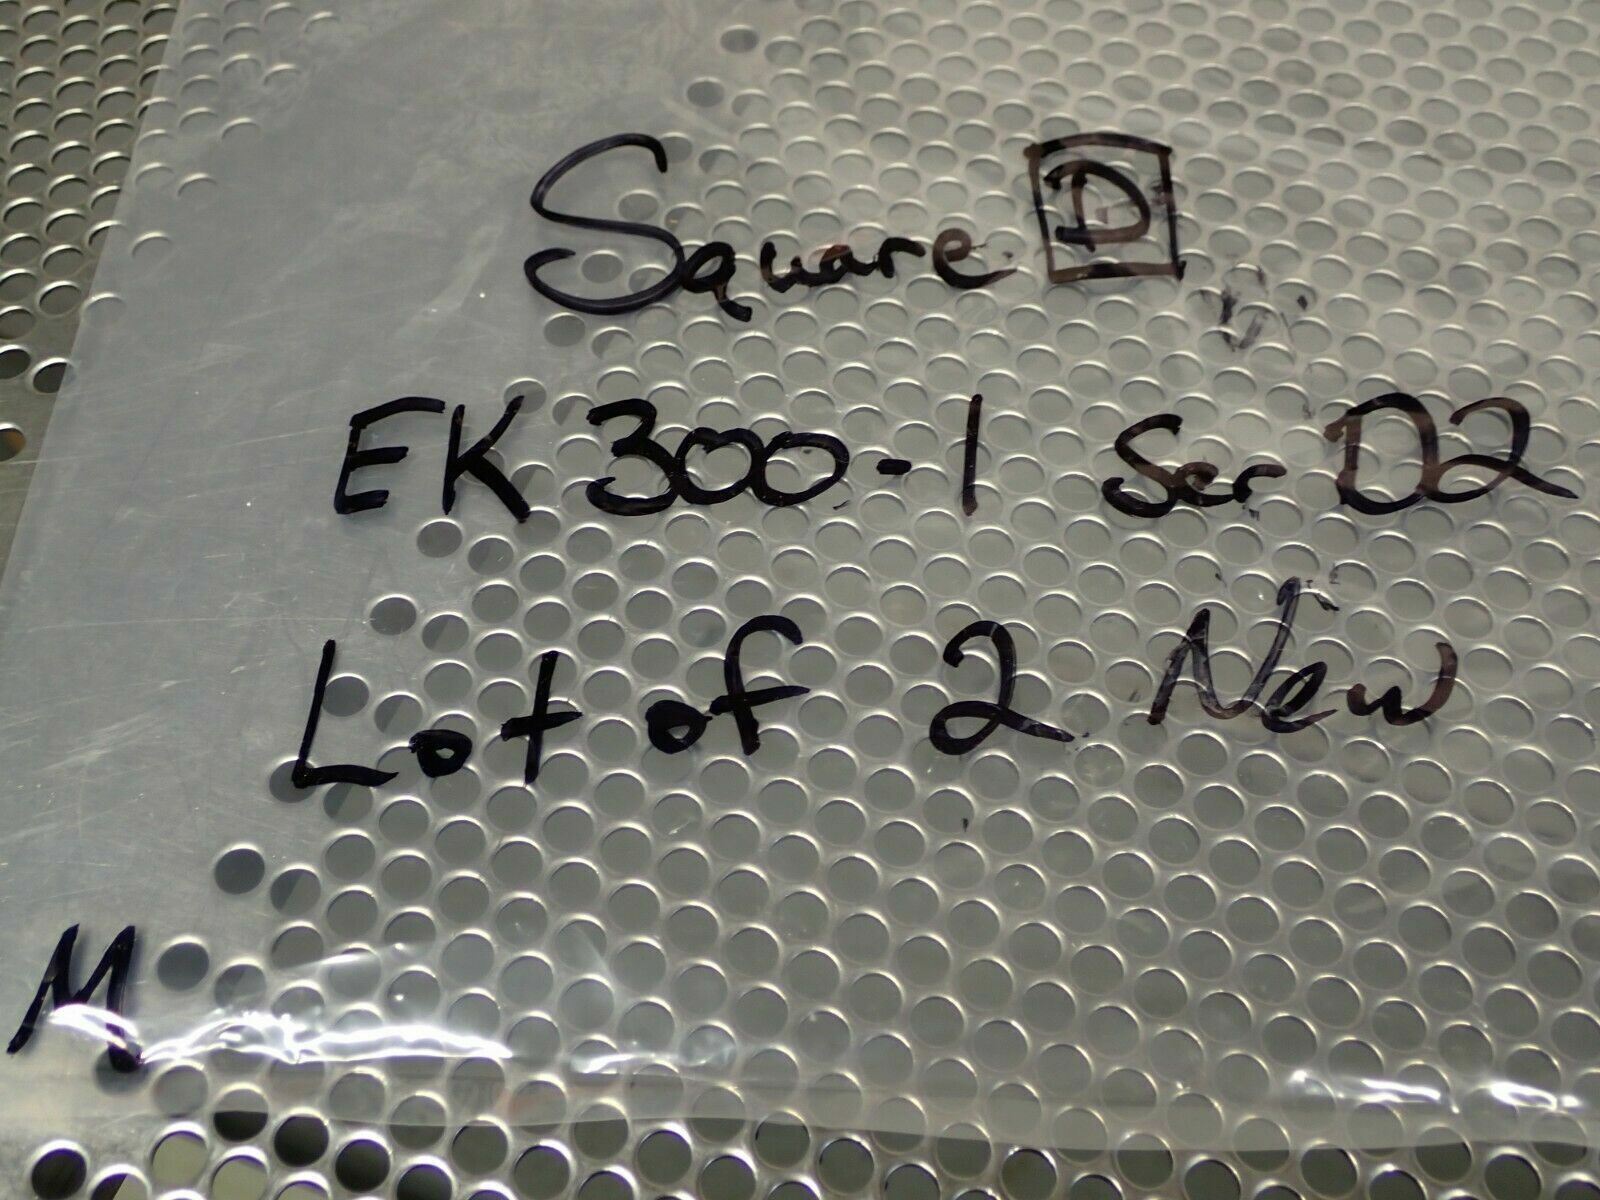 Square D
EK 300-1 Ser D2
Lot of 2 New
M